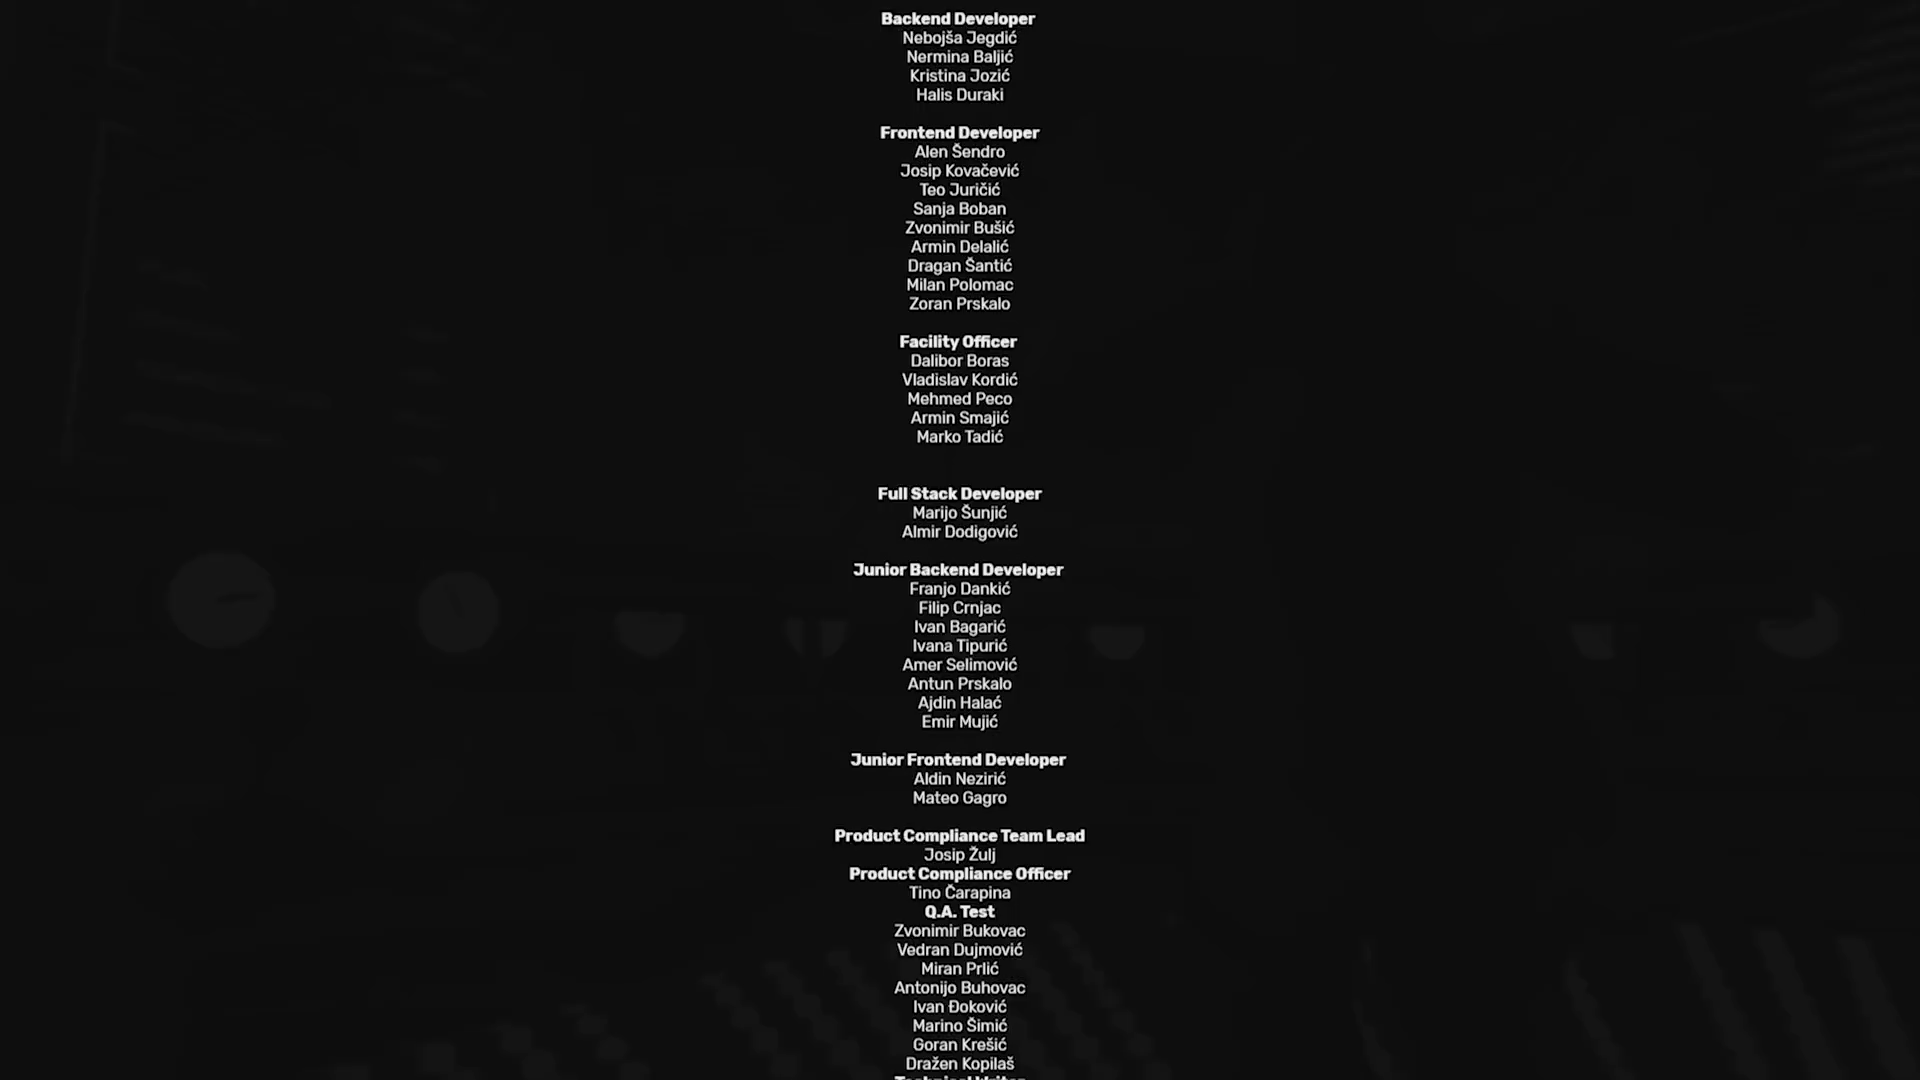 Backend Developer
Nebojša Jegdić
Nermina Baljić
Kristina Jozić
Halis Duraki
Frontend Developer
Alen Šendro
Josip Kovačević
Teo Juričić
Sanja Boban
Zvonimir Bušić
Armin Delalić
Dragan Šantić
Milan Polomac
Zoran Prskalo
Facility Officer
Dalibor Boras
Vladislav Kordić
Mehmed Peco
Armin Smajić
Marko Tadić
Full Stack Developer
Marijo Šunjić
Almir Dodigović
Junior Backend Developer
Franjo Dankić
Filip Crnjac
Ivan Bagarić
Ivana Tipurić
Amer Selimović
Antun Prskalo
Ajdin Halać
Emir Mujić
Junior Frontend Developer
Aldin Nezirić
Mateo Gagro
Product Compliance Team Lead
Josip Žulj
Product Compliance Officer
Tino Čarapina
Q.A. Test
Zvonimir Bukovac
Vedran Dujmović
Miran Prlić
Antonijo Buhovac
Ivan Đoković
Marino Šimić
Goran Krešić
Dražen Kopilaš
Technical Writer